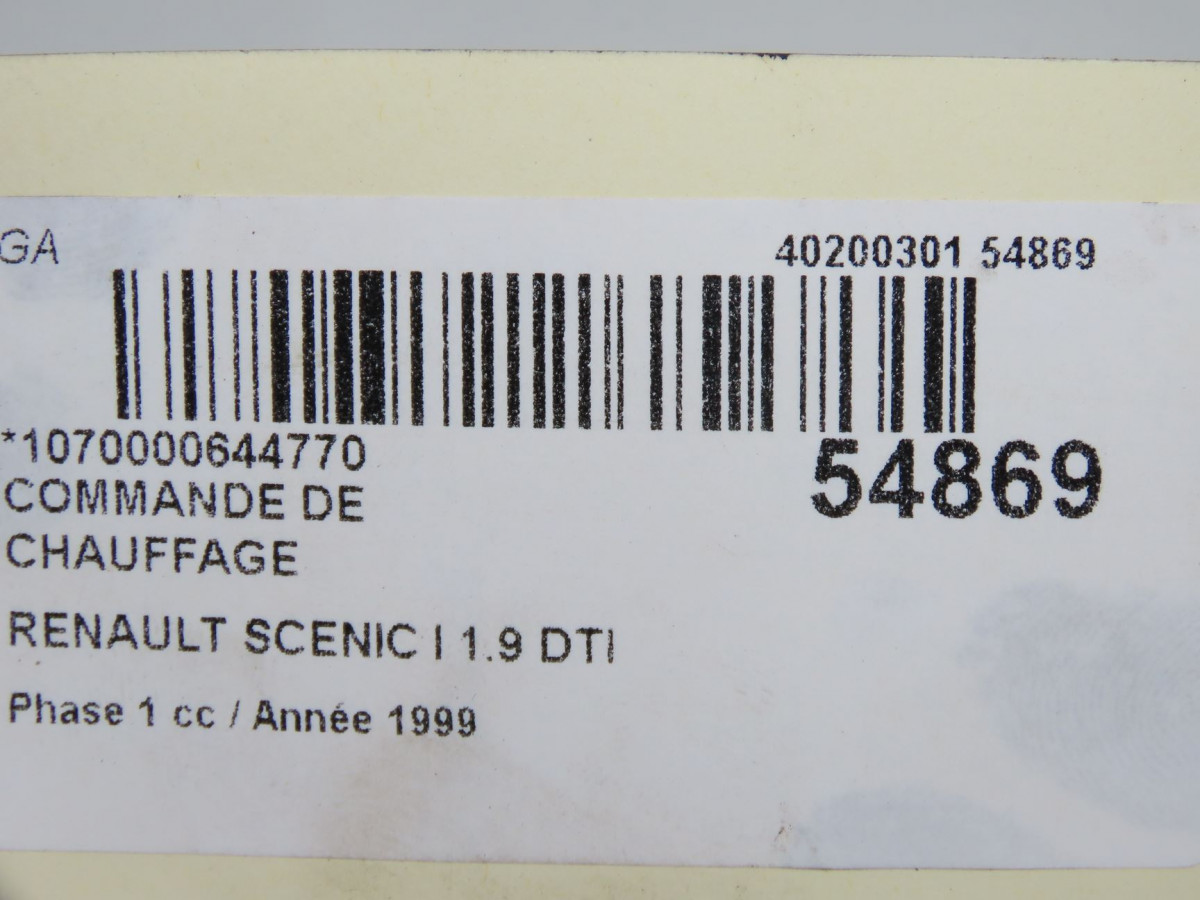 GA
40200301 54869
*1070000644770
54869
COMMANDE DE
CHAUFFAGE
RENAULT SCENIC I 1.9 DTI
Phase 1 cc / Année 1999